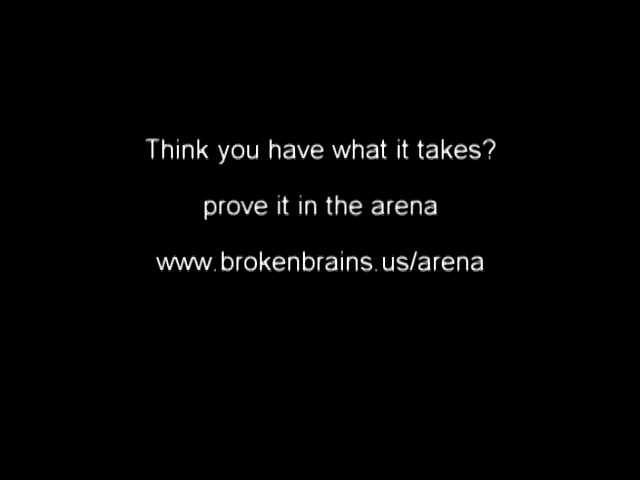 Think you have what it takes?
prove it in the arena
www.brokenbrains.us/arena